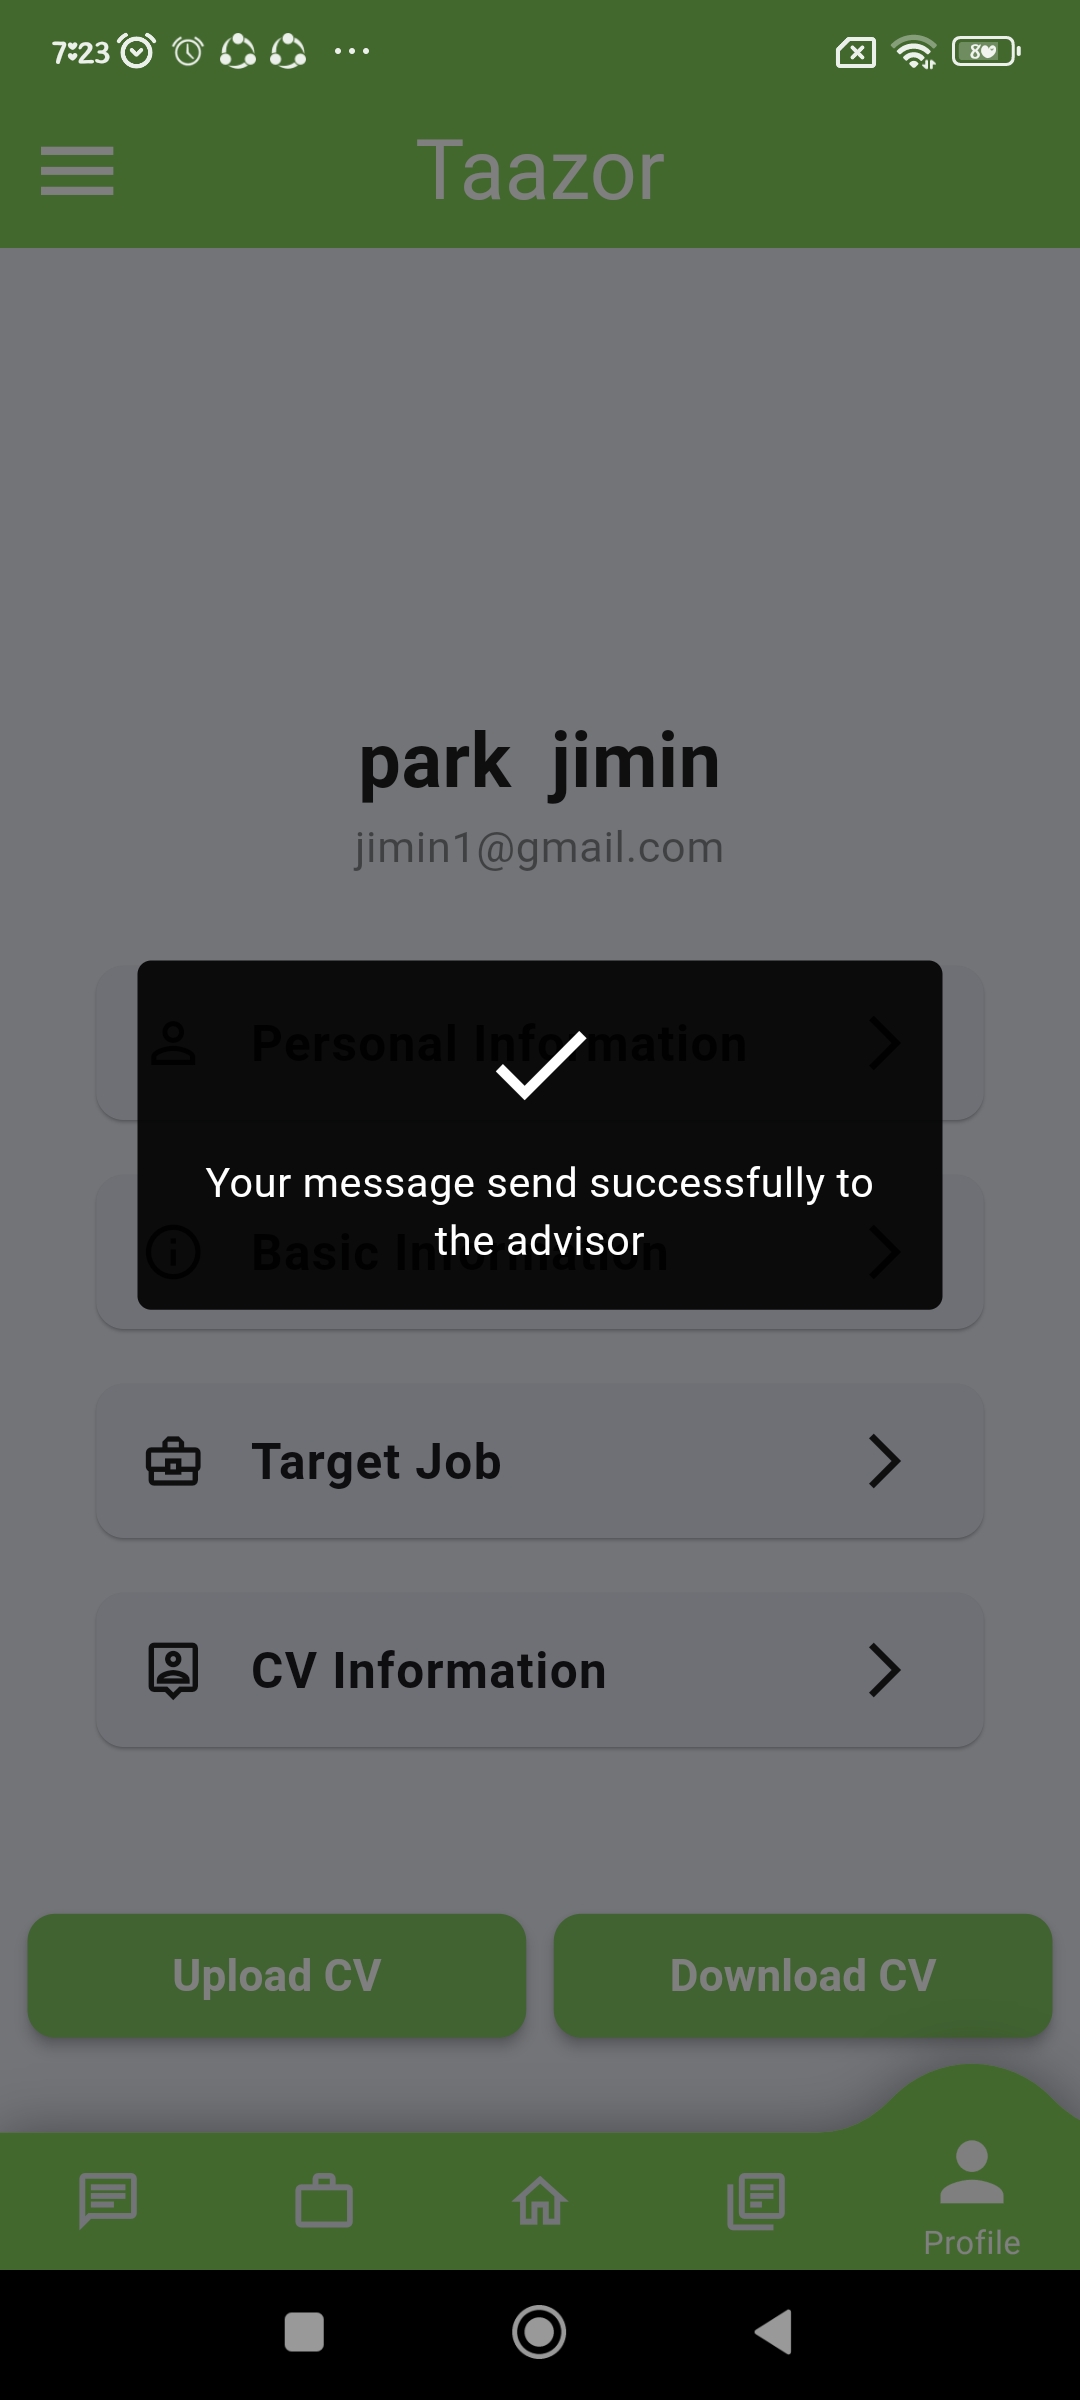 7:23
Taazor
park jimin
jimin1@gmail.com
Personal Information
Your message send successfully to
the advisor
Basic Information
Target Job
CV Information
Upload CV
Download CV
Profile